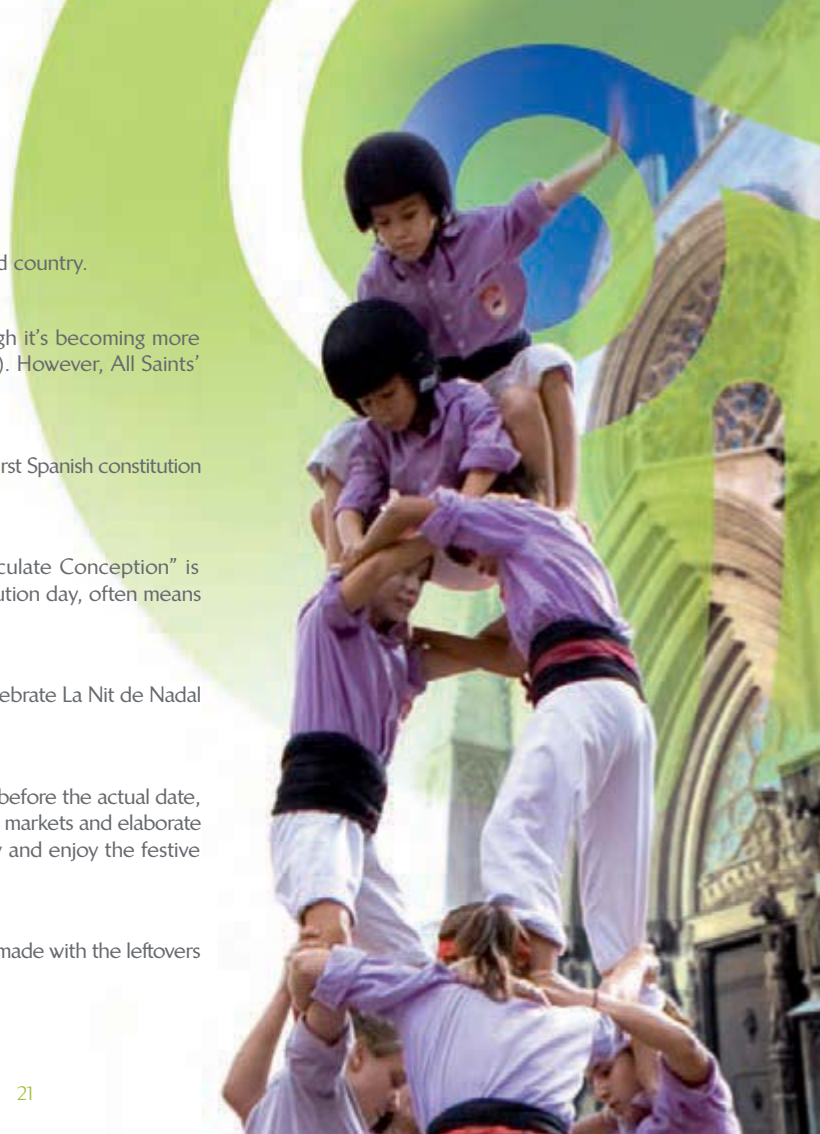 d country.
gh it's becoming more
). However, All Saints'
rst Spanish constitution
culate Conception” is
ution day, often means
ebrate La Nit de Nadal
before the actual date,
markets and elaborate
y and enjoy the festive
made with the leftovers
21